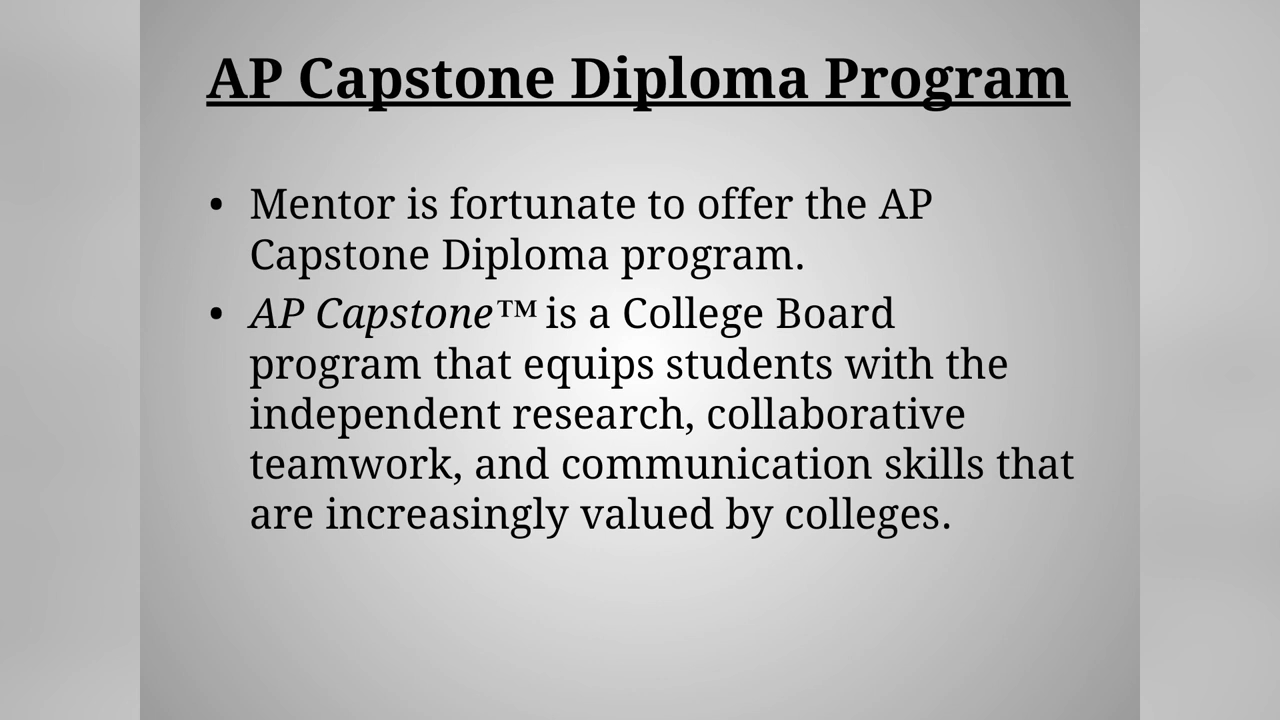 AP Capstone Diploma Program
• Mentor is fortunate to offer the AP
Capstone Diploma program.
• AP Capstone™ is a College Board
program that equips students with the
independent research, collaborative
teamwork, and communication skills that
are increasingly valued by colleges.